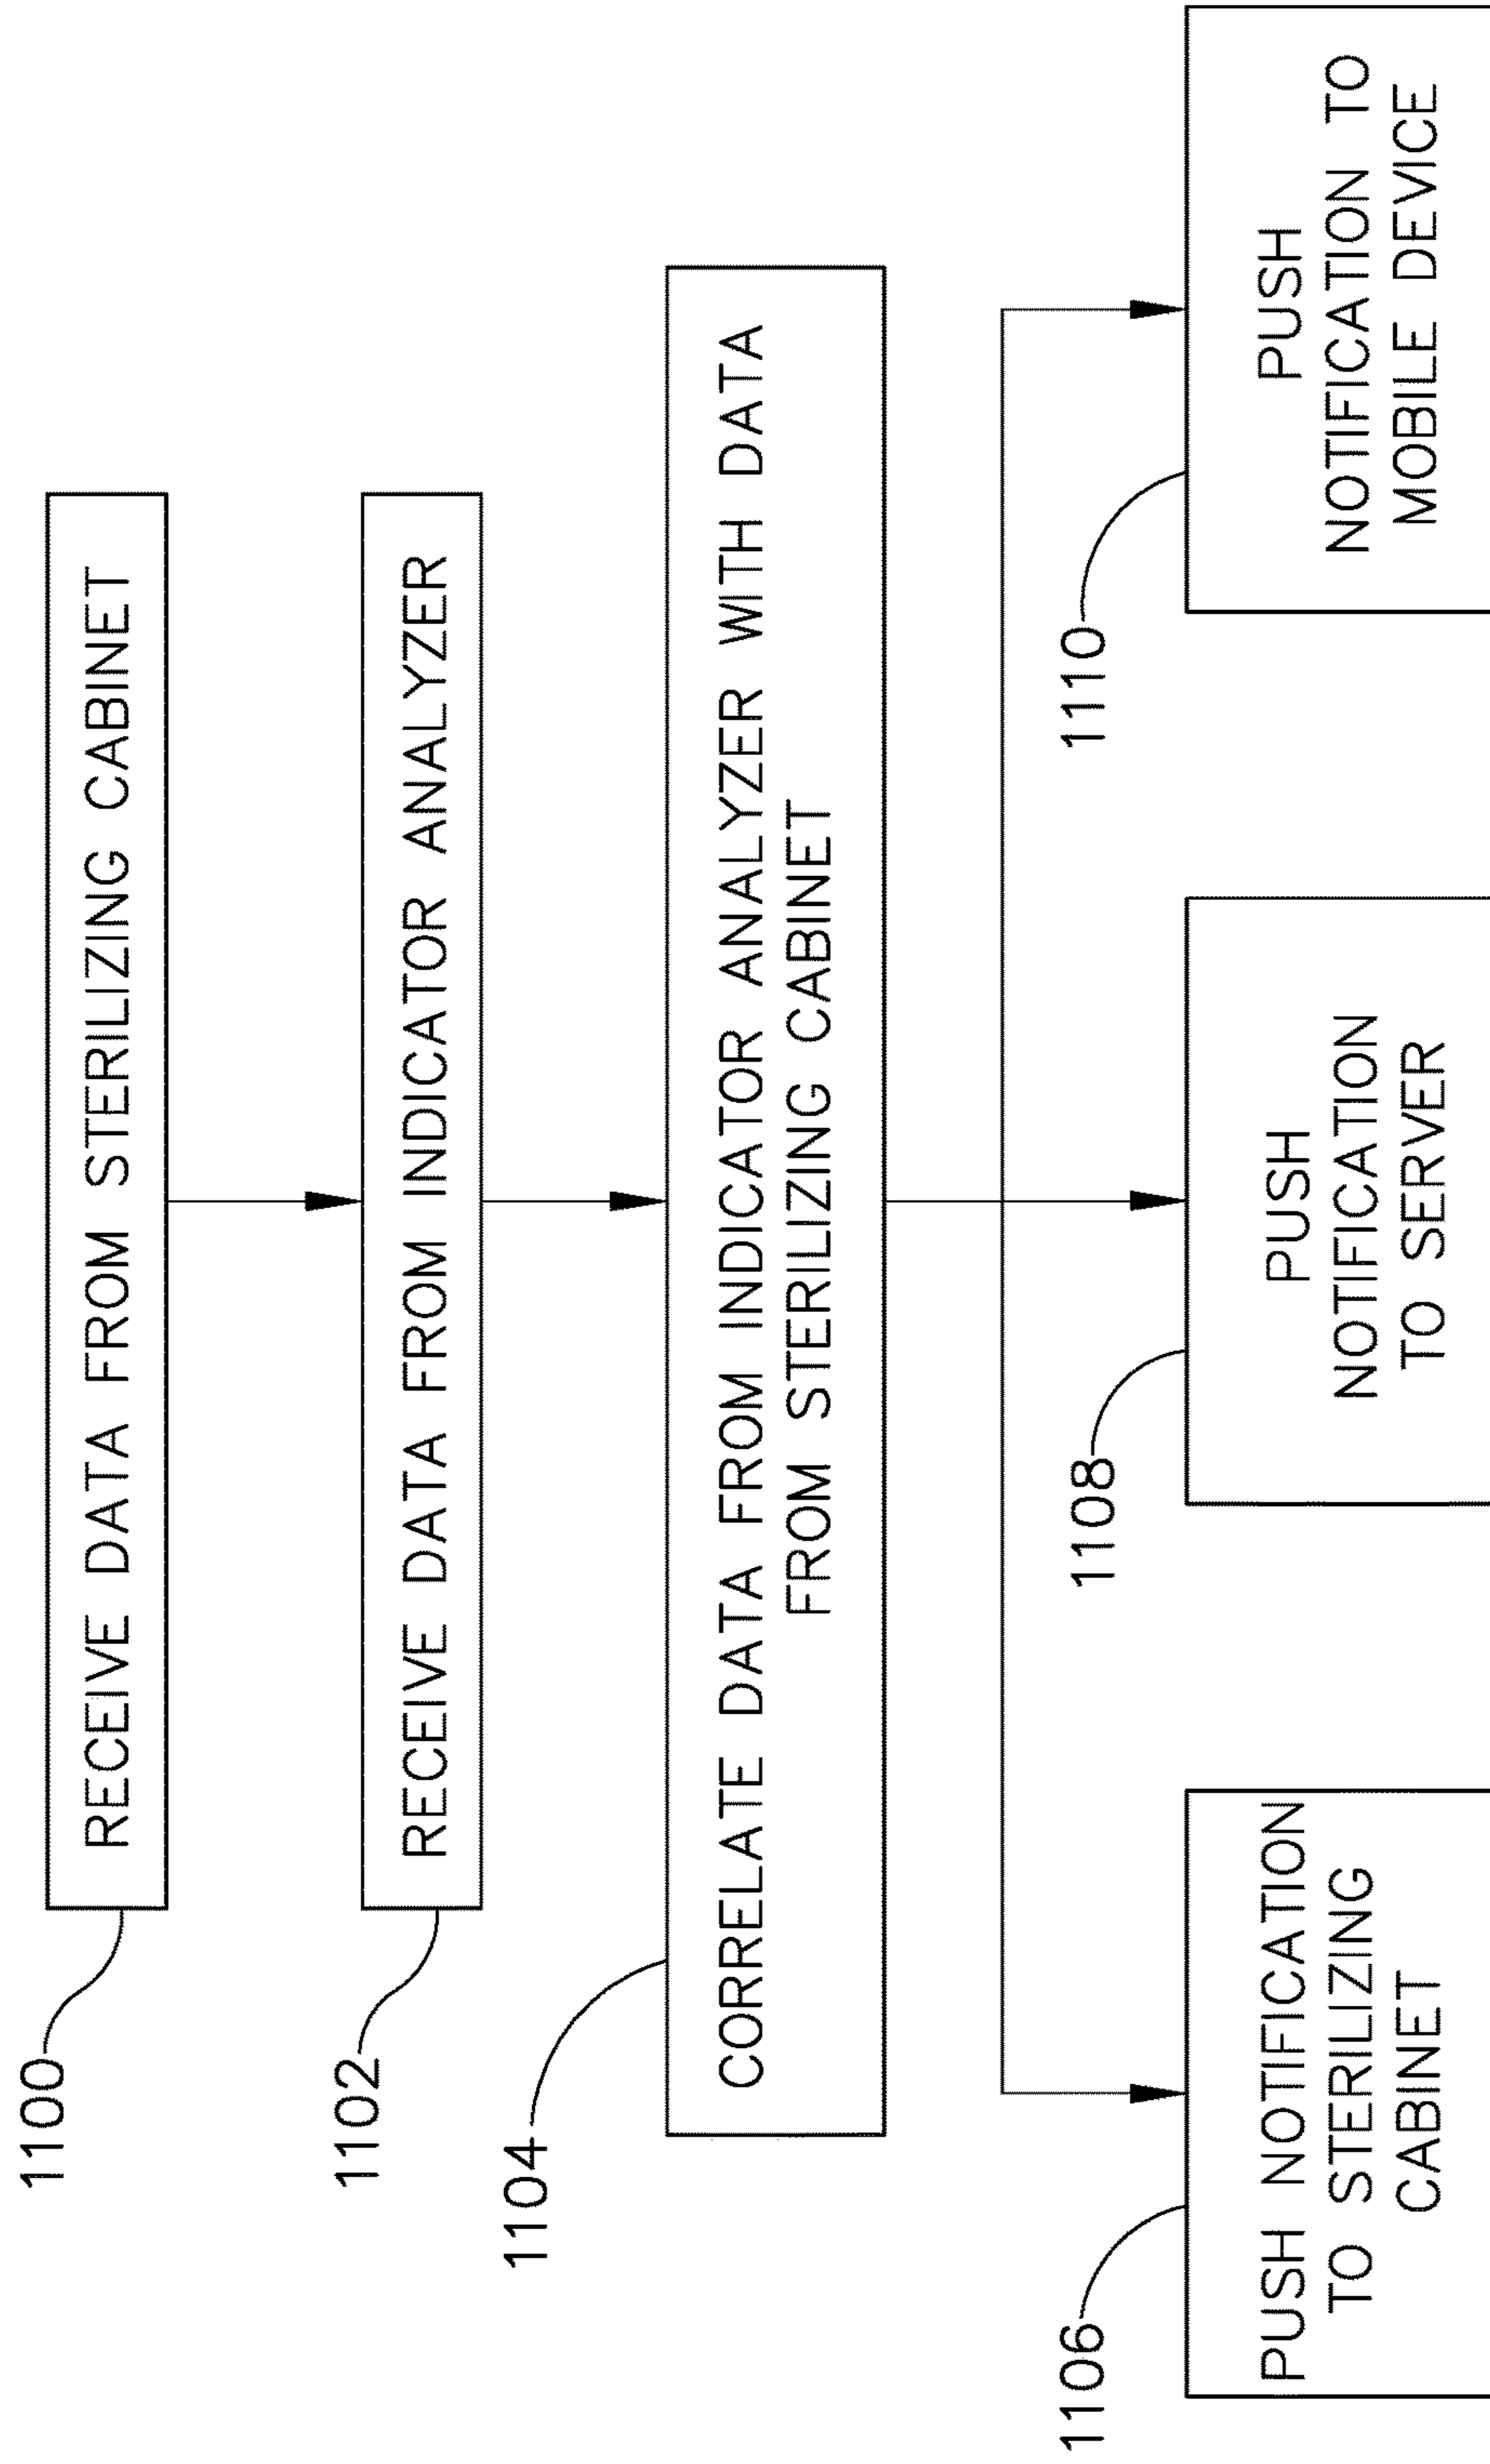 1100
RECEIVE DATA FROM STERILIZING CABINET
1102
RECEIVE DATA FROM INDICATOR ANALYZER
1104
CORRELATE DATA FROM INDICATOR ANALYZER WITH DATA
FROM STERILIZING CABINET
1106
PUSH NOTIFICATION
TO STERILIZING
CABINET
1108
PUSH
NOTIFICATION
TO SERVER
1110
PUSH
NOTIFICATION TO
MOBILE DEVICE